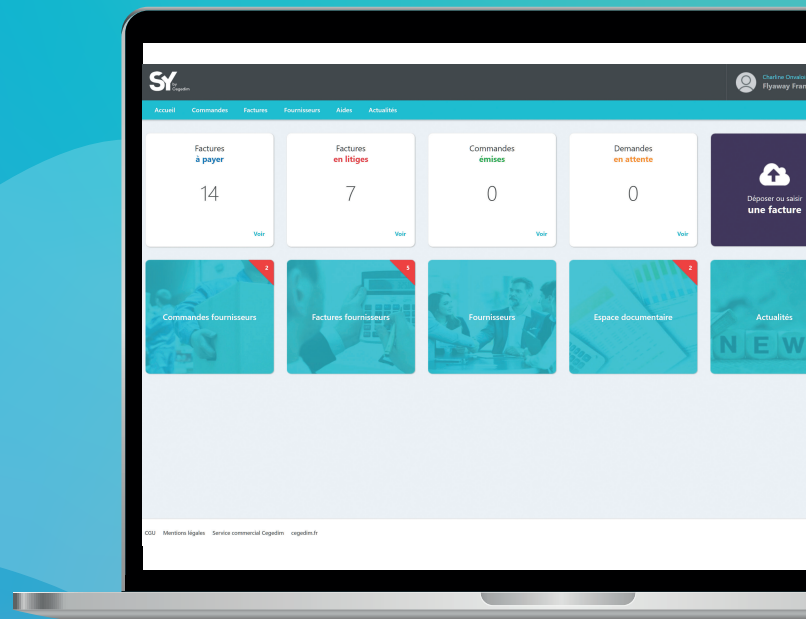 SY by Cegedim
Charline Onvaloi
Flyaway Fran
Accueil Commandes Factures Fournisseurs Aides Actualités
Factures
à payer
14
Voir
Factures
en litiges
7
Voir
Commandes
émises
0
Voir
Demandes
en attente
0
Voir
Déposer ou saisir
une facture
2
Commandes fournisseurs
5
Factures fournisseurs
Fournisseurs
2
Espace documentaire
Actualités
NEW
CGU Mentions légales Service commercial Cegedim cegedim.fr